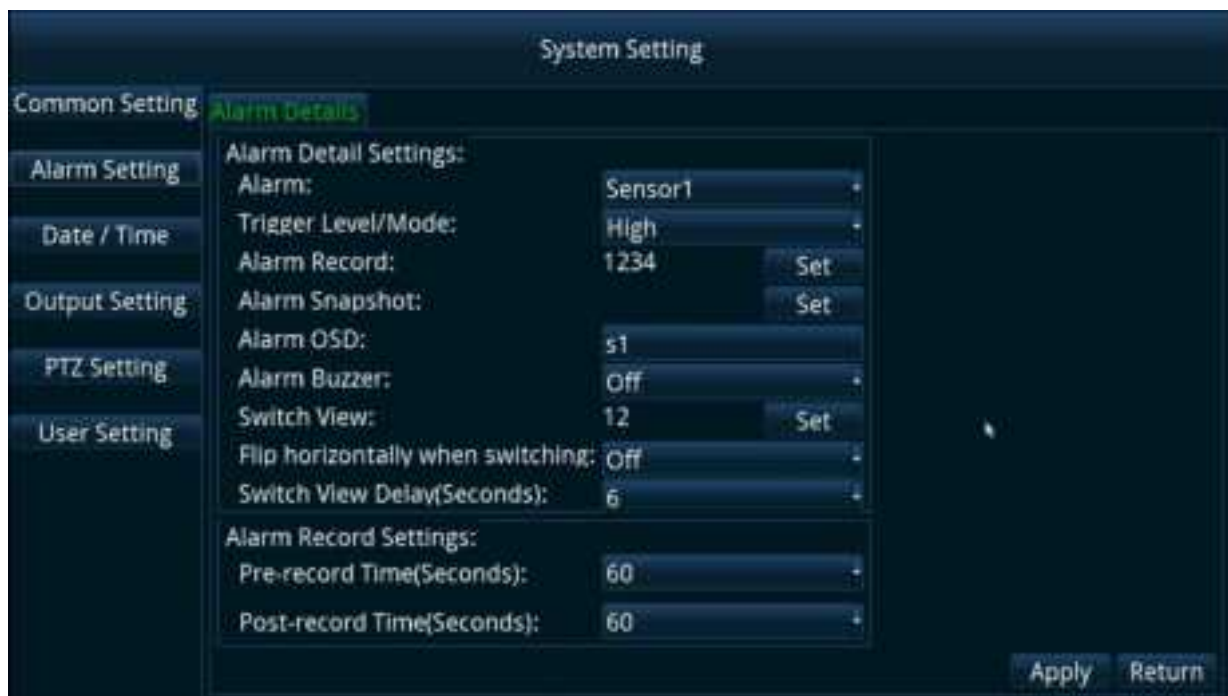 System Setting
Common Setting
Alarm Details
Alarm Setting
Date / Time
Output Setting
PTZ Setting
User Setting
Alarm Detail Settings:
Alarm: Sensor1
Trigger Level/Mode: High
Alarm Record: 1234 Set
Alarm Snapshot: Set
Alarm OSD: s1
Alarm Buzzer: Off
Switch View: 12 Set
Flip horizontally when switching: Off
Switch View Delay(Seconds): 6
Alarm Record Settings:
Pre-record Time(Seconds): 60
Post-record Time(Seconds): 60
Apply Return